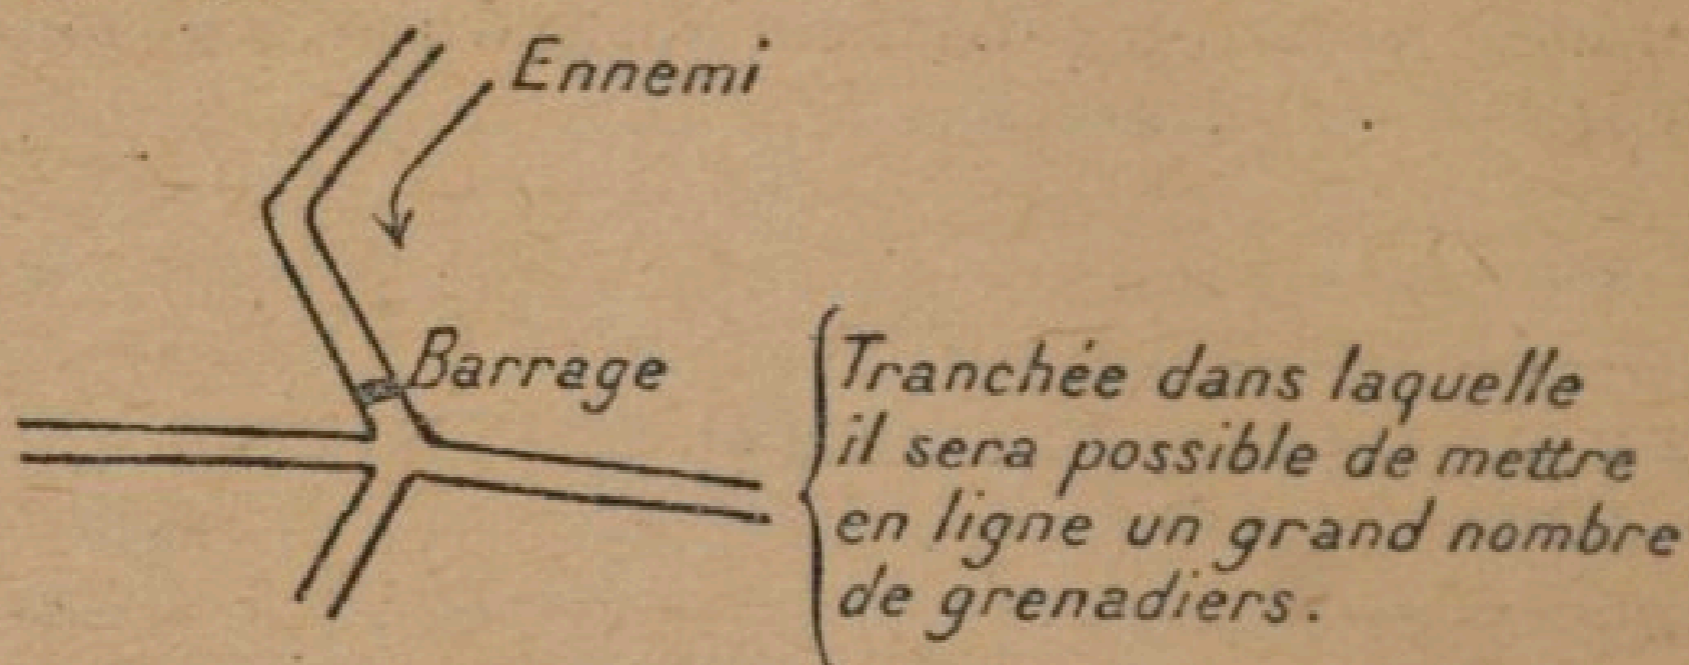 Ennemi
Barrage
Tranchée dans laquelle
il sera possible de mettre
en ligne un grand nombre
de grenadiers.